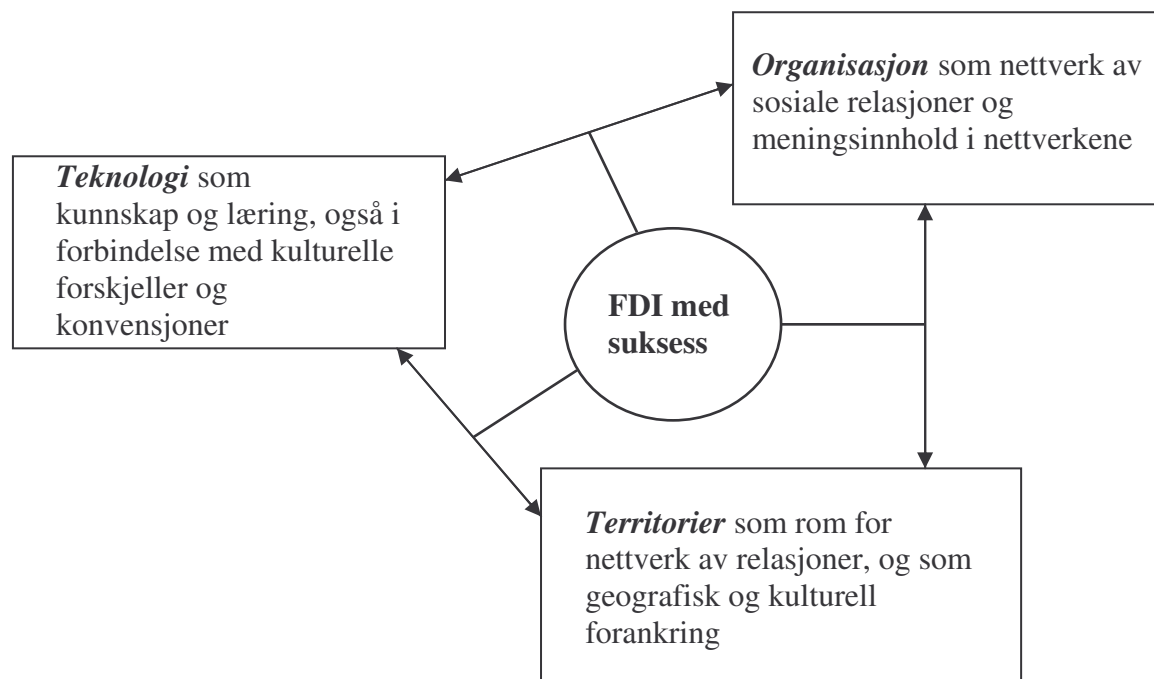 Organisasjon som nettverk av
sosiale relasjoner og
meningsinnhold i nettverkene
Teknologi som
kunnskap og læring, også i
forbindelse med kulturelle
forskjeller og
konvensjoner
FDI med
suksess
Territorier som rom for
nettverk av relasjoner, og som
geografisk og kulturell
forankring